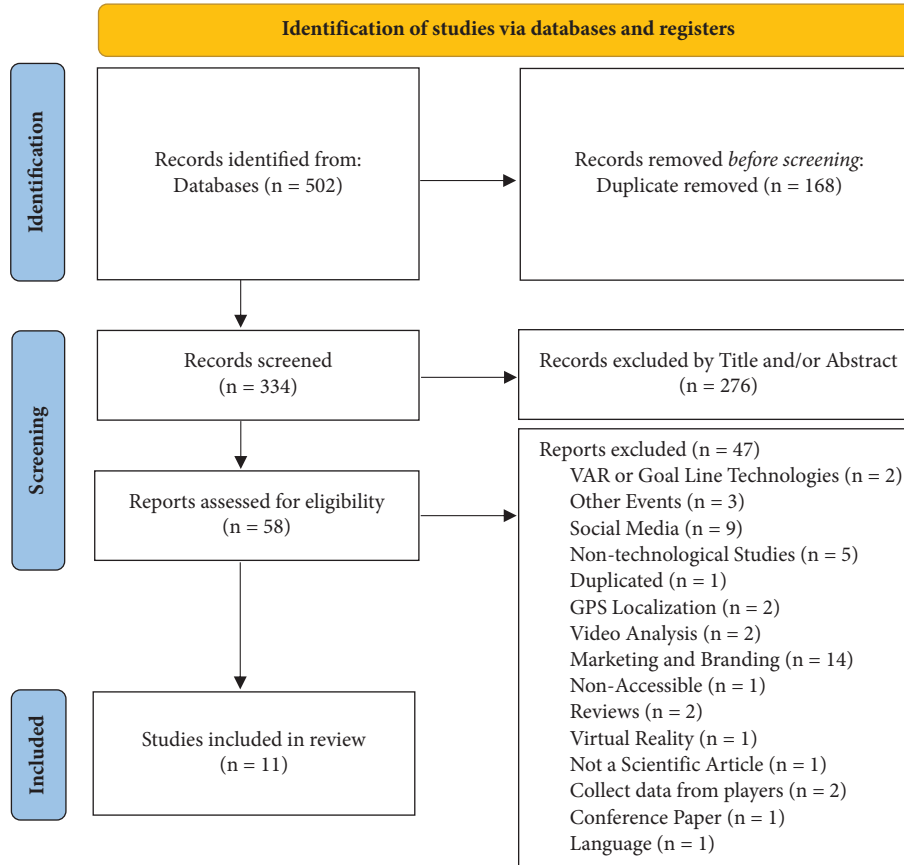 Identification of studies via databases and registers
Identification
Records identified from:
Databases (n = 502)
Records removed before screening:
Duplicate removed (n = 168)
Screening
Records screened
(n = 334)
Records excluded by Title and/or Abstract
(n = 276)
Reports assessed for eligibility
(n = 58)
Reports excluded (n = 47)
VAR or Goal Line Technologies (n = 2)
Other Events (n = 3)
Social Media (n = 9)
Non-technological Studies (n = 5)
Duplicated (n = 1)
GPS Localization (n = 2)
Video Analysis (n = 2)
Marketing and Branding (n = 14)
Non-Accessible (n = 1)
Reviews (n = 2)
Virtual Reality (n = 1)
Not a Scientific Article (n = 1)
Collect data from players (n = 2)
Conference Paper (n = 1)
Language (n = 1)
Included
Studies included in review
(n = 11)